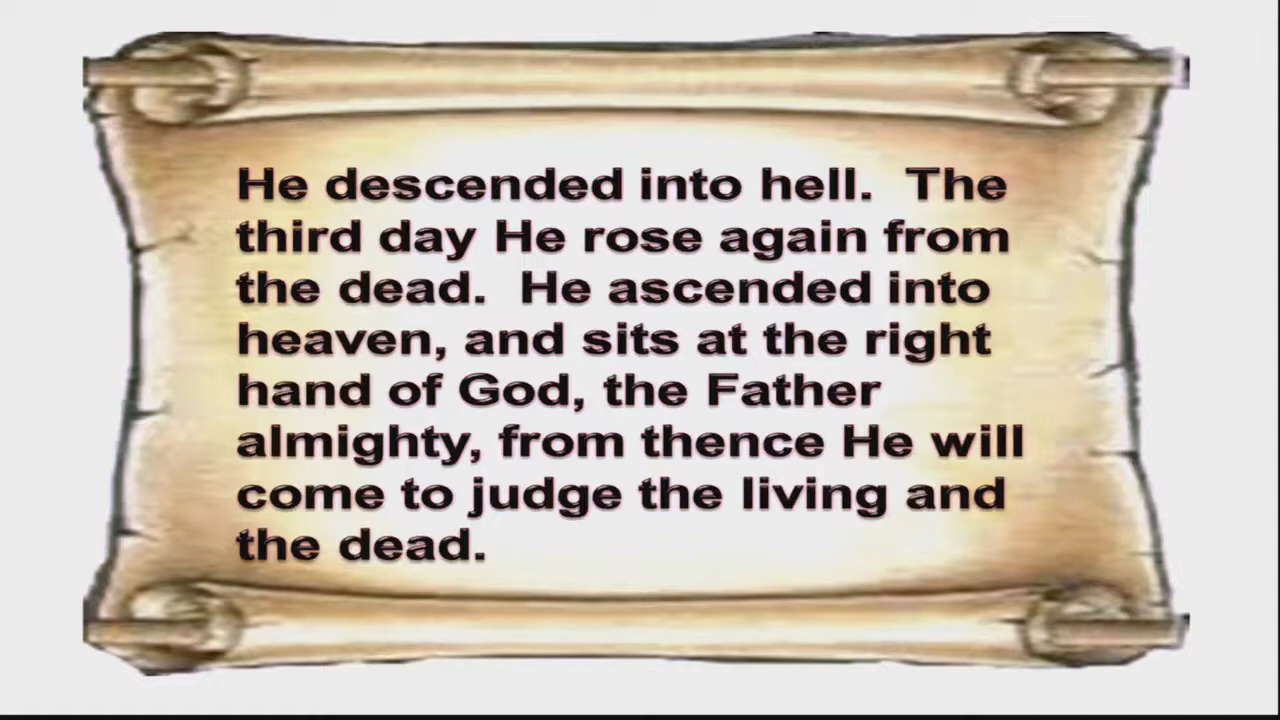 He descended into hell.  The
third day He rose again from
the dead.  He ascended into
heaven, and sits at the right
hand of God, the Father
almighty, from thence He will
come to judge the living and
the dead.